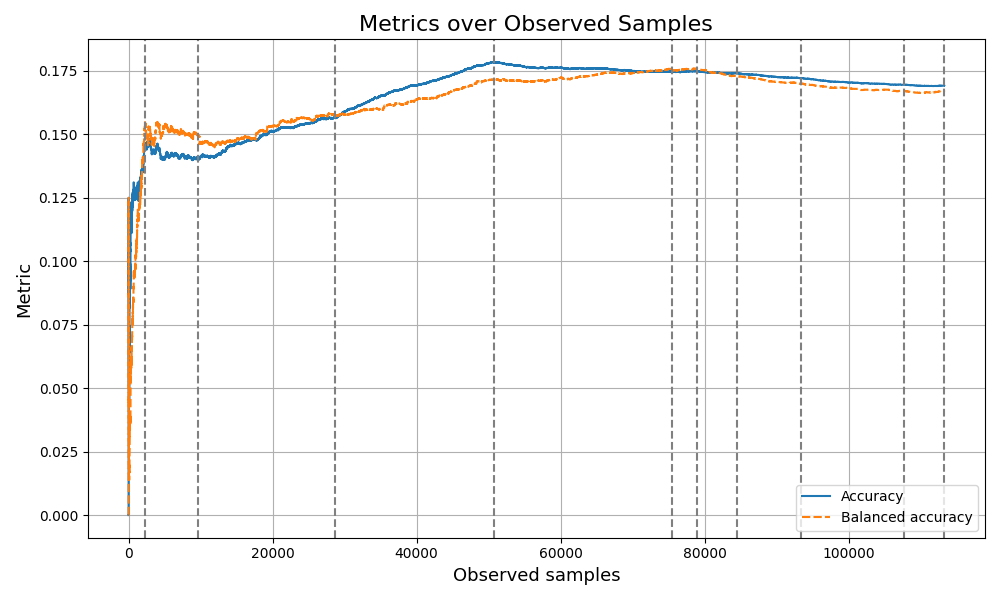 Metrics over Observed Samples
Metric
0.175
0.150
0.125
0.100
0.075
0.050
0.025
0.000
0 20000 40000 60000 80000 100000
Observed samples
Accuracy
Balanced accuracy